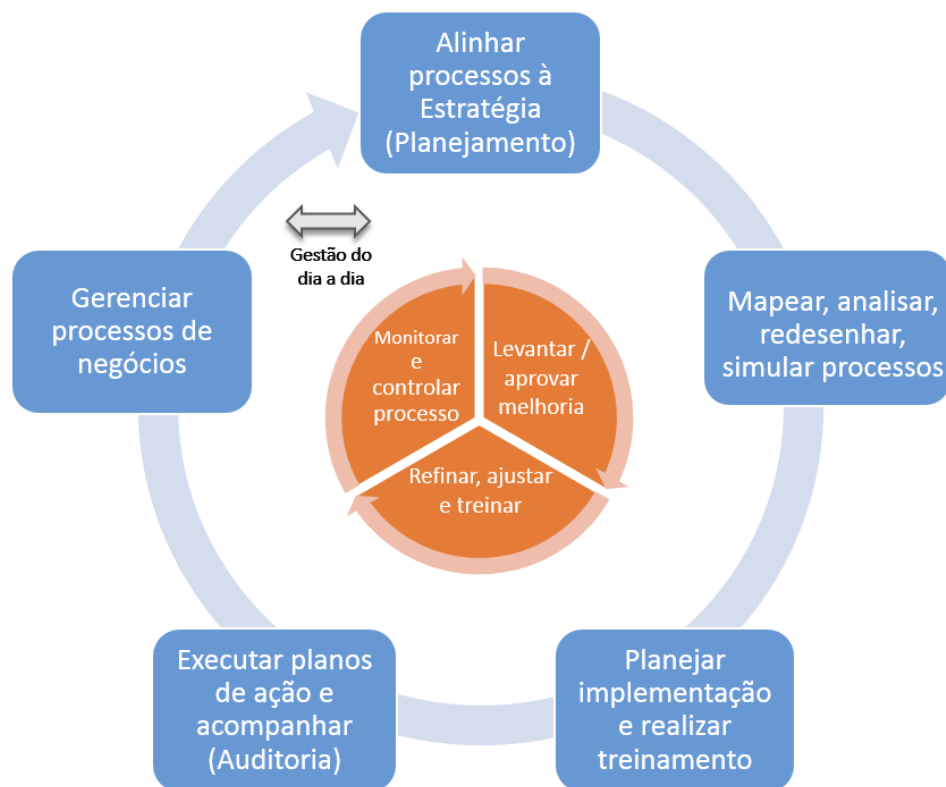 Alinhar
processos à
Estratégia
(Planejamento)
Gestão do
dia a dia
Gerenciar
processos de
negócios
Mapear, analisar,
redesenhar,
simular processos
Monitorar
e
controlar
processo
Levantar /
aprovar
melhoria
Refinar, ajustar
e treinar
Executar planos
de ação e
acompanhar
(Auditoria)
Planejar
implementação
e realizar
treinamento